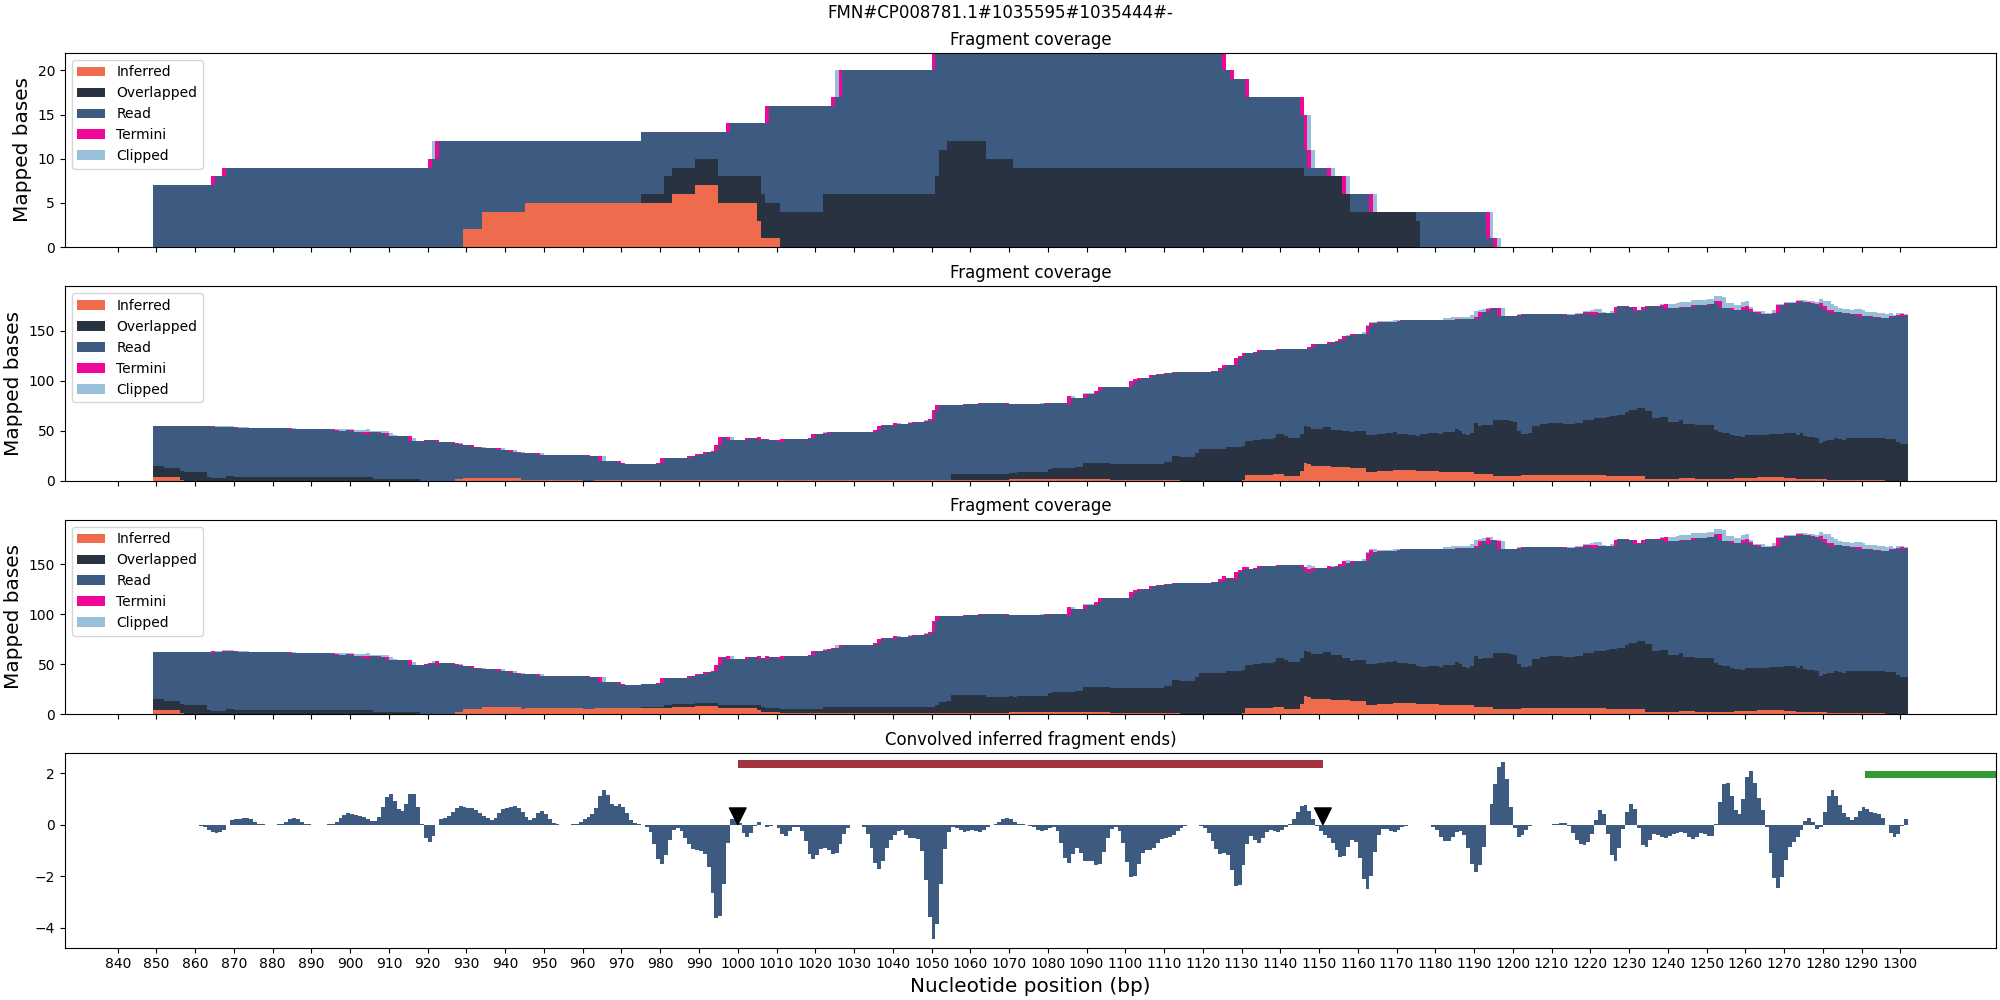 FMN#CP008781.1#1035595#1035444#-
Fragment coverage
Mapped bases
20
15
10
5
0
Inferred
Overlapped
Read
Termini
Clipped
Fragment coverage
Mapped bases
150
100
50
0
Inferred
Overlapped
Read
Termini
Clipped
Fragment coverage
Mapped bases
150
100
50
0
Inferred
Overlapped
Read
Termini
Clipped
Convolved inferred fragment ends)
2
0
−2
−4
840 850 860 870 880 890 900 910 920 930 940 950 960 970 980 990 1000 1010 1020 1030 1040 1050 1060 1070 1080 1090 1100 1110 1120 1130 1140 1150 1160 1170 1180 1190 1200 1210 1220 1230 1240 1250 1260 1270 1280 1290 1300
Nucleotide position (bp)